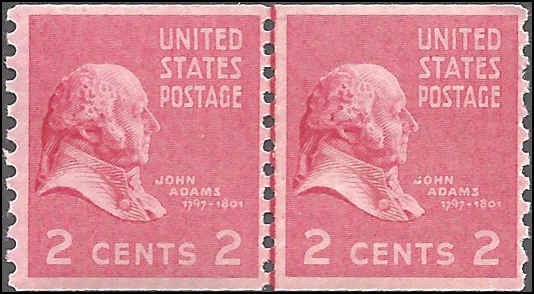 UNITED
STATES
POSTAGE
JOHN
ADAMS
1797-1801
2 CENTS 2
UNITED
STATES
POSTAGE
JOHN
ADAMS
1797-1801
2 CENTS 2